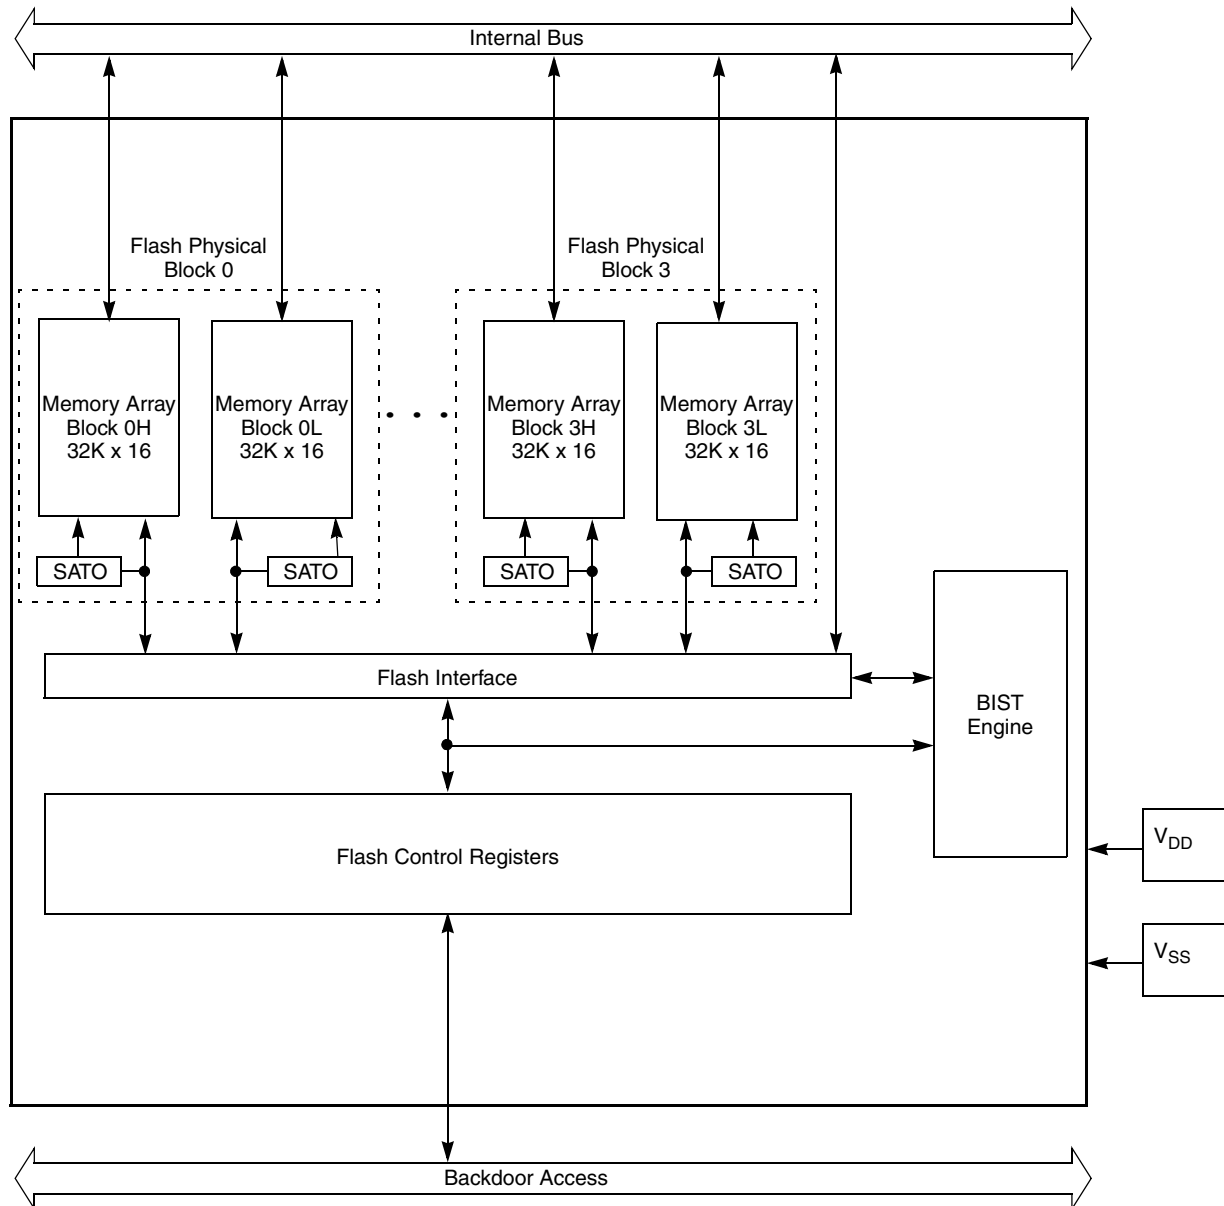 Internal Bus
Flash Physical
Block 0
Flash Physical
Block 3
Memory Array
Block 0H
32K x 16
Memory Array
Block 0L
32K x 16
Memory Array
Block 3H
32K x 16
Memory Array
Block 3L
32K x 16
SATO
SATO
SATO
SATO
Flash Interface
BIST
Engine
Flash Control Registers
VDD
VSS
Backdoor Access